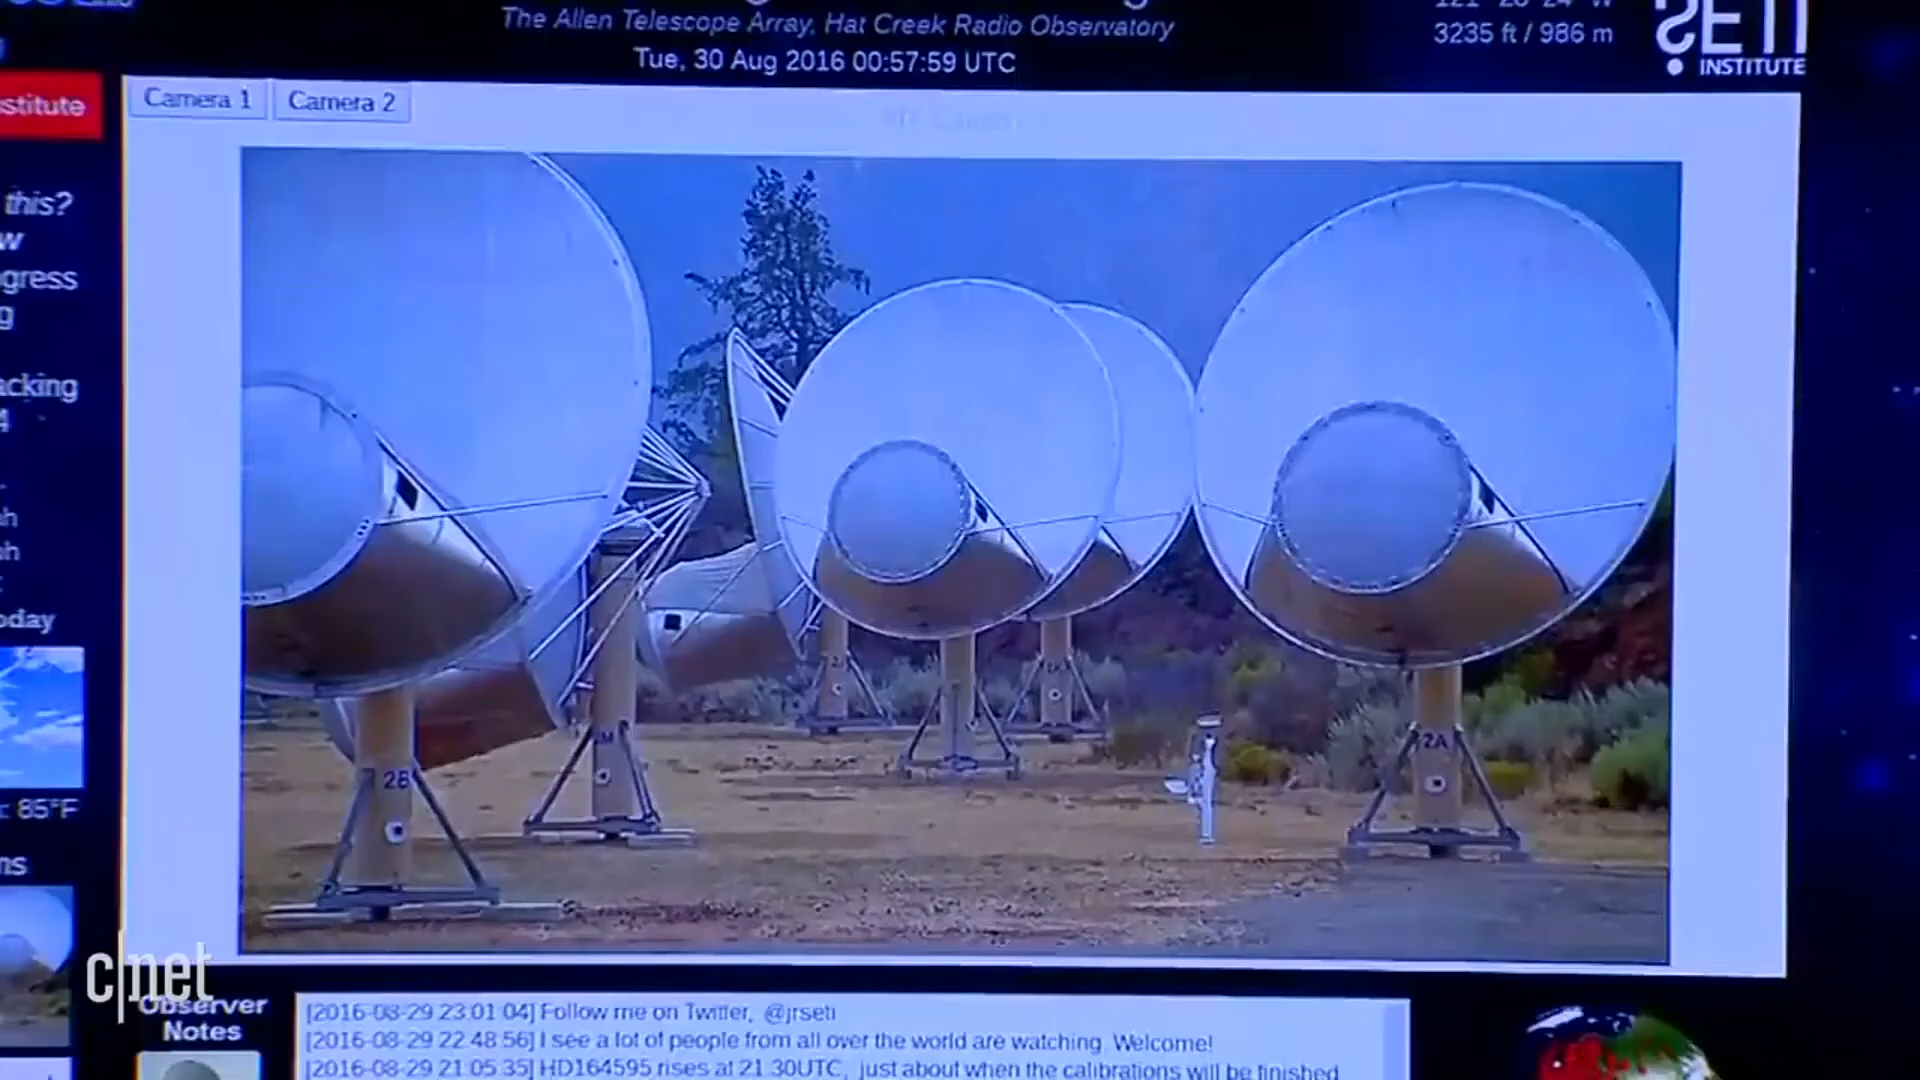 The Allen Telescope Array, Hat Creek Radio Observatory
Tue, 30 Aug 2016 00:57:59 UTC
3235 ft / 986 m
SETI
INSTITUTE
stitute
Camera 1
Camera 2
this?
w
gress
g
acking
4
h
h
oday
85°F
ns
2B
2A
c|net
Observer
Notes
[2016-08-29 23:01:04] Follow me on Twitter, @jrseti
[2016-08-29 22:48:56] I see a lot of people from all over the world are watching. Welcome!
[2016-08-29 21:05:35] HD164595 rises at 21:30UTC, just about when the calibrations will be finished